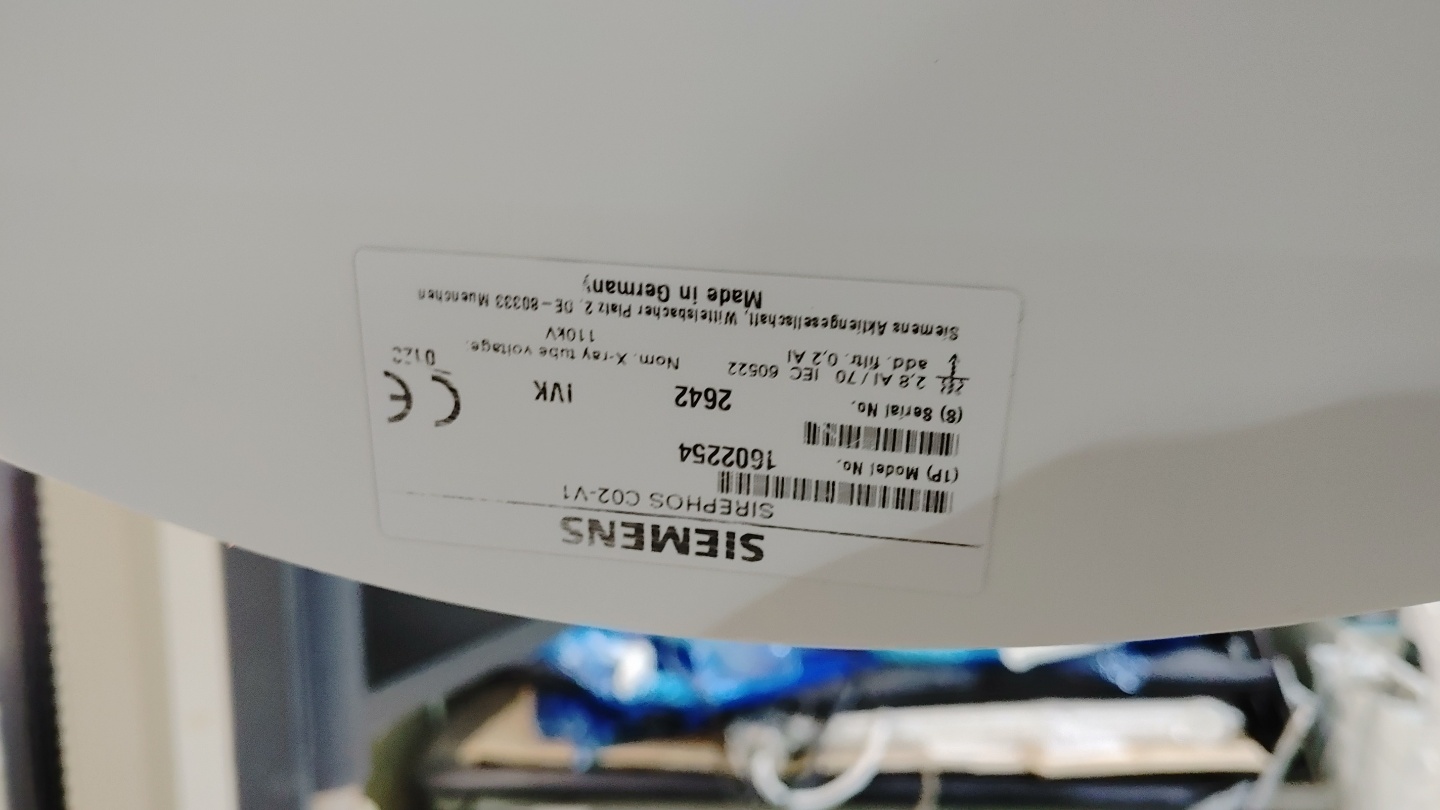 SIEMENS
SIREPHOS C02-V1
(1P) Model No. 1602254
(S) Serial No. 2642 IVK
2,8 Al / 70 IEC 60522
add. filtr. 0,2 Al
Nom. X-ray tube voltage.
110kV
CE
Siemens Aktiengesellschaft, Wittelsbacher Platz 2, DE-80333 Muenchen
Made in Germany